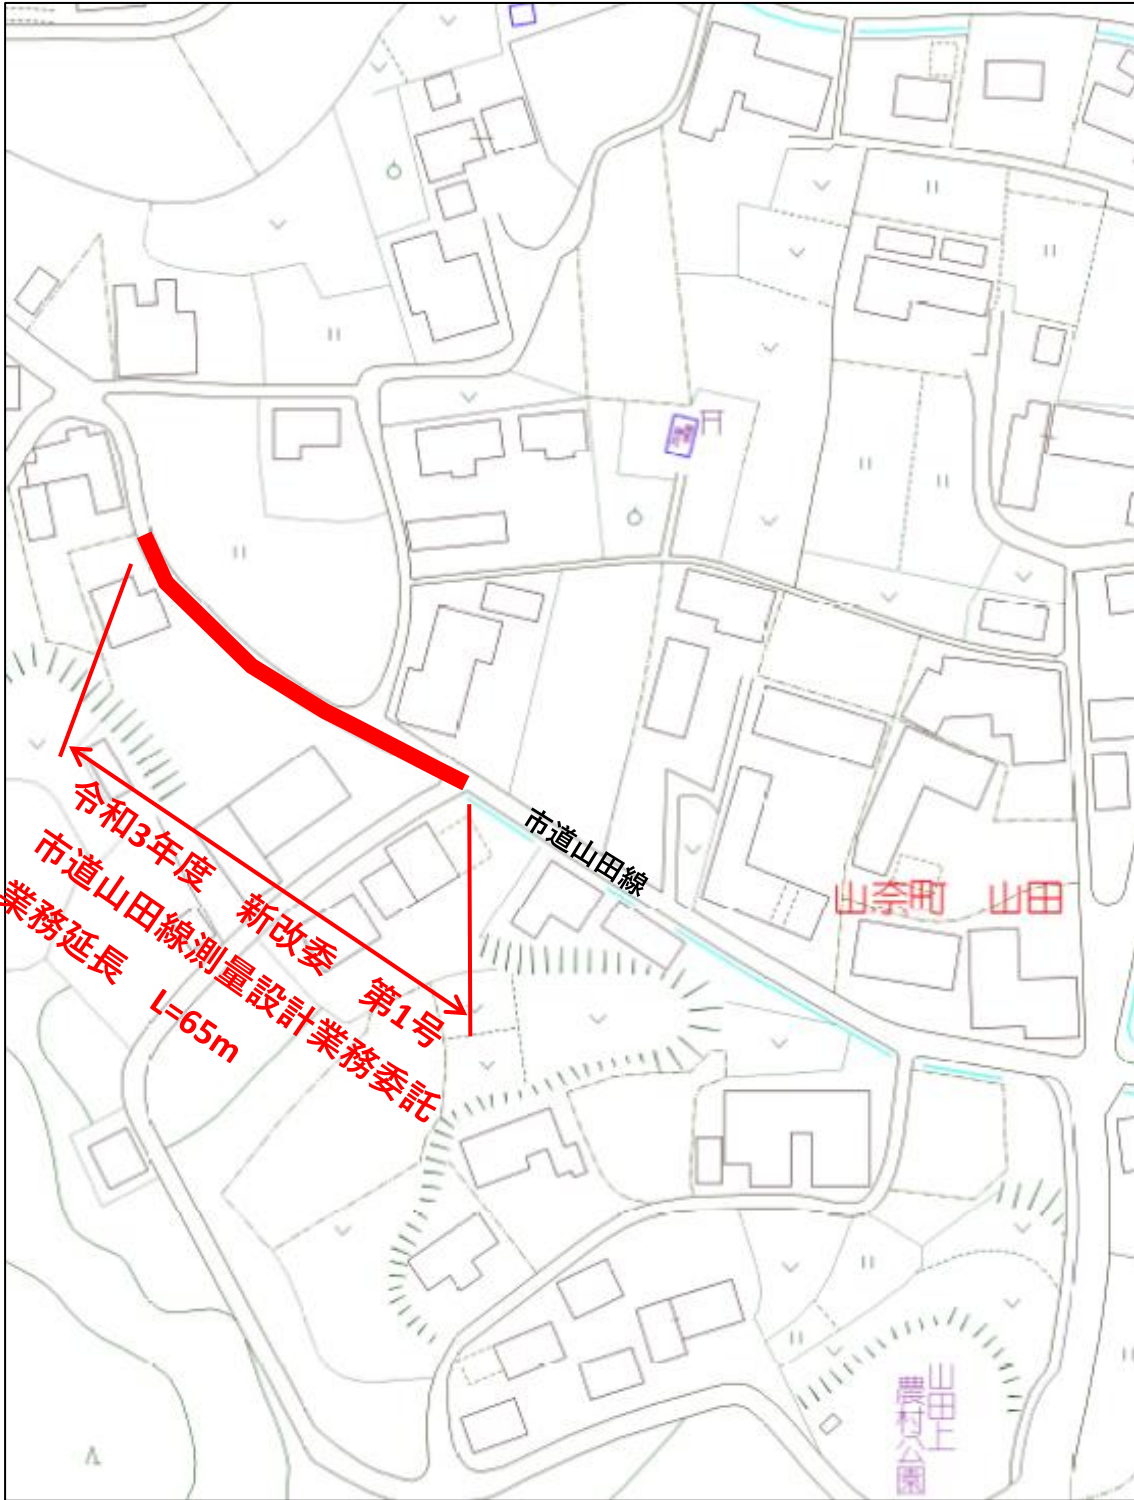 市道山田線
令和3年度　新改委　第1号
市道山田線測量設計業務委託
業務延長　L=65m
山奈町　山田
山田上
農村公園